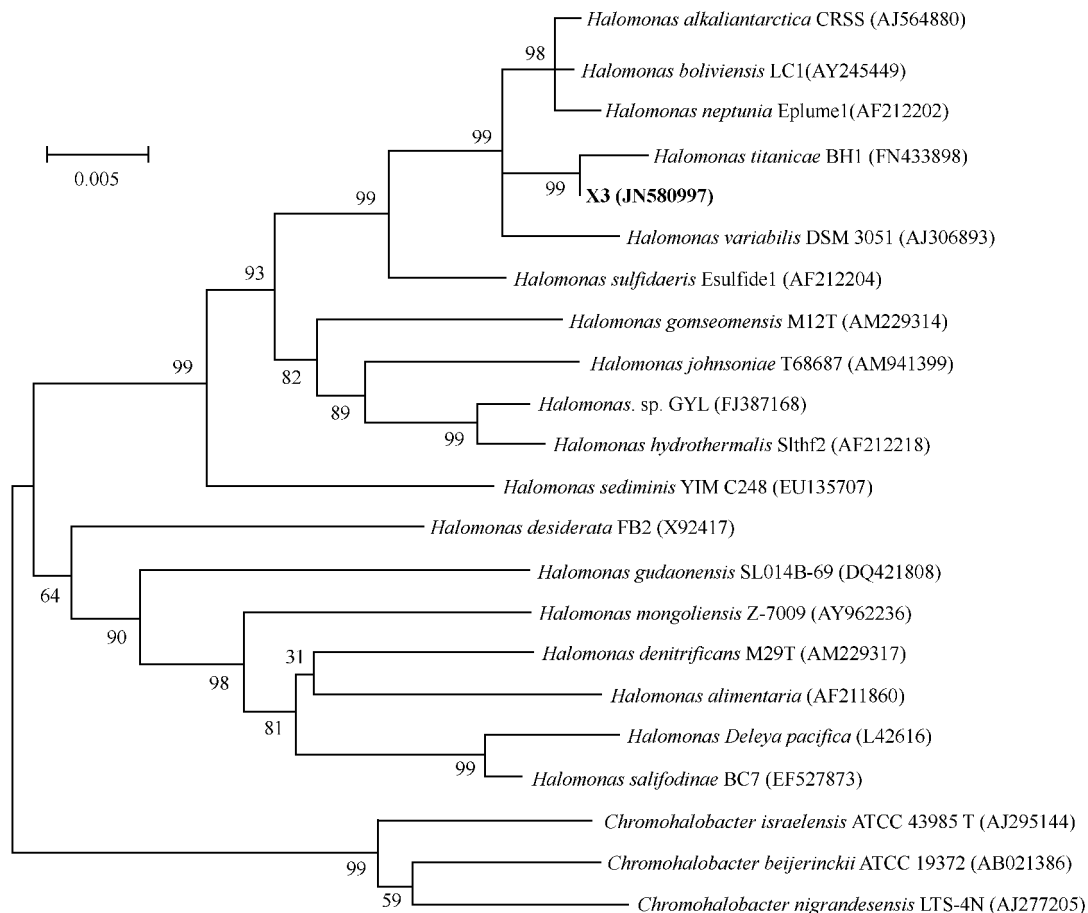 Halomonas alkaliantarctica CRSS (AJ564880)
98
Halomonas boliviensis LC1(AY245449)
Halomonas neptunia Eplume1(AF212202)
99
Halomonas titanicae BH1 (FN433898)
0.005
99
X3 (JN580997)
99
Halomonas variabilis DSM 3051 (AJ306893)
93
Halomonas sulfidaeris Esulfide1 (AF212204)
Halomonas gomseomensis M12T (AM229314)
99
82
Halomonas johnsoniae T68687 (AM941399)
89
Halomonas. sp. GYL (FJ387168)
99
Halomonas hydrothermalis Slthf2 (AF212218)
Halomonas sediminis YIM C248 (EU135707)
Halomonas desiderata FB2 (X92417)
64
Halomonas gudaonensis SL014B-69 (DQ421808)
90
Halomonas mongoliensis Z-7009 (AY962236)
31
Halomonas denitrificans M29T (AM229317)
98
Halomonas alimentaria (AF211860)
81
Halomonas Deleya pacifica (L42616)
99
Halomonas salifodinae BC7 (EF527873)
Chromohalobacter israelensis ATCC 43985 T (AJ295144)
99
Chromohalobacter beijerinckii ATCC 19372 (AB021386)
59
Chromohalobacter nigrandesensis LTS-4N (AJ277205)